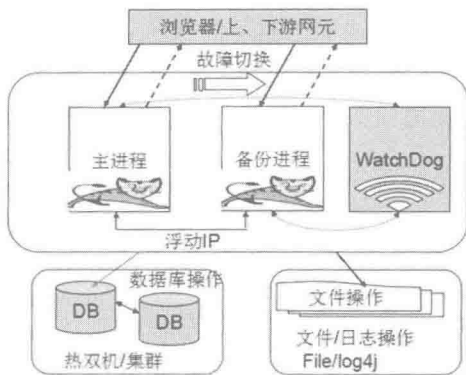 浏览器/上、下游网元
故障切换
主进程
备份进程
WatchDog
浮动IP
数据库操作
DB
DB
热双机/集群
文件操作
文件/日志操作
File/log4j